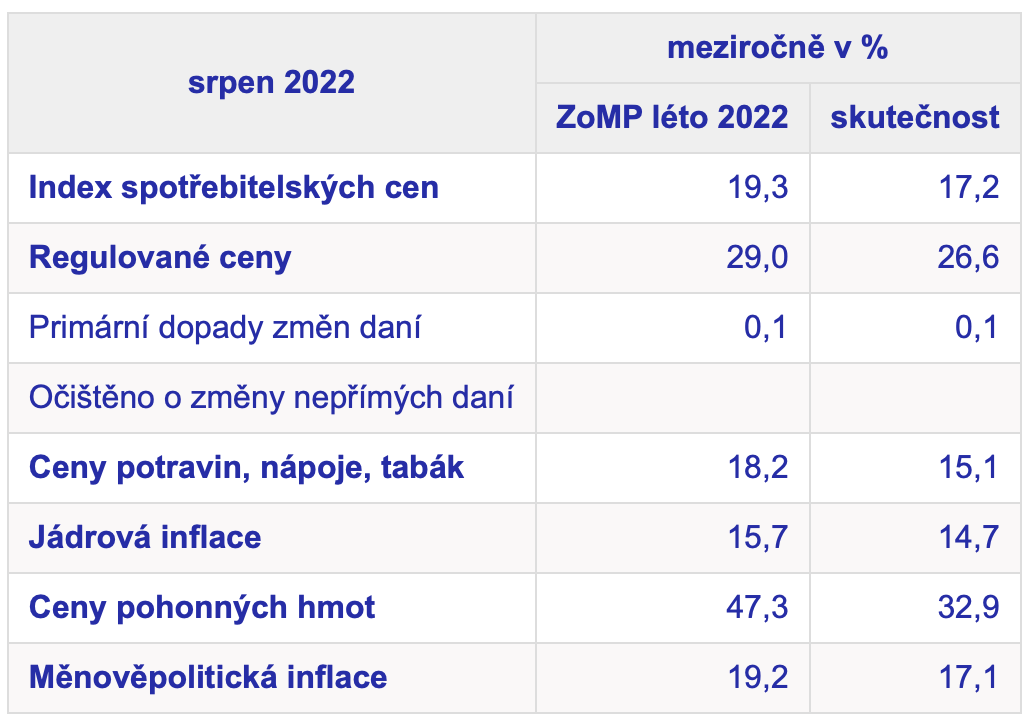 srpen 2022
meziročně v %
ZoMP léto 2022 skutečnost
Index spotřebitelských cen 19,3 17,2
Regulované ceny 29,0 26,6
Primární dopady změn daní 0,1 0,1
Očištěno o změny nepřímých daní
Ceny potravin, nápoje, tabák 18,2 15,1
Jádrová inflace 15,7 14,7
Ceny pohonných hmot 47,3 32,9
Měnověpolitická inflace 19,2 17,1